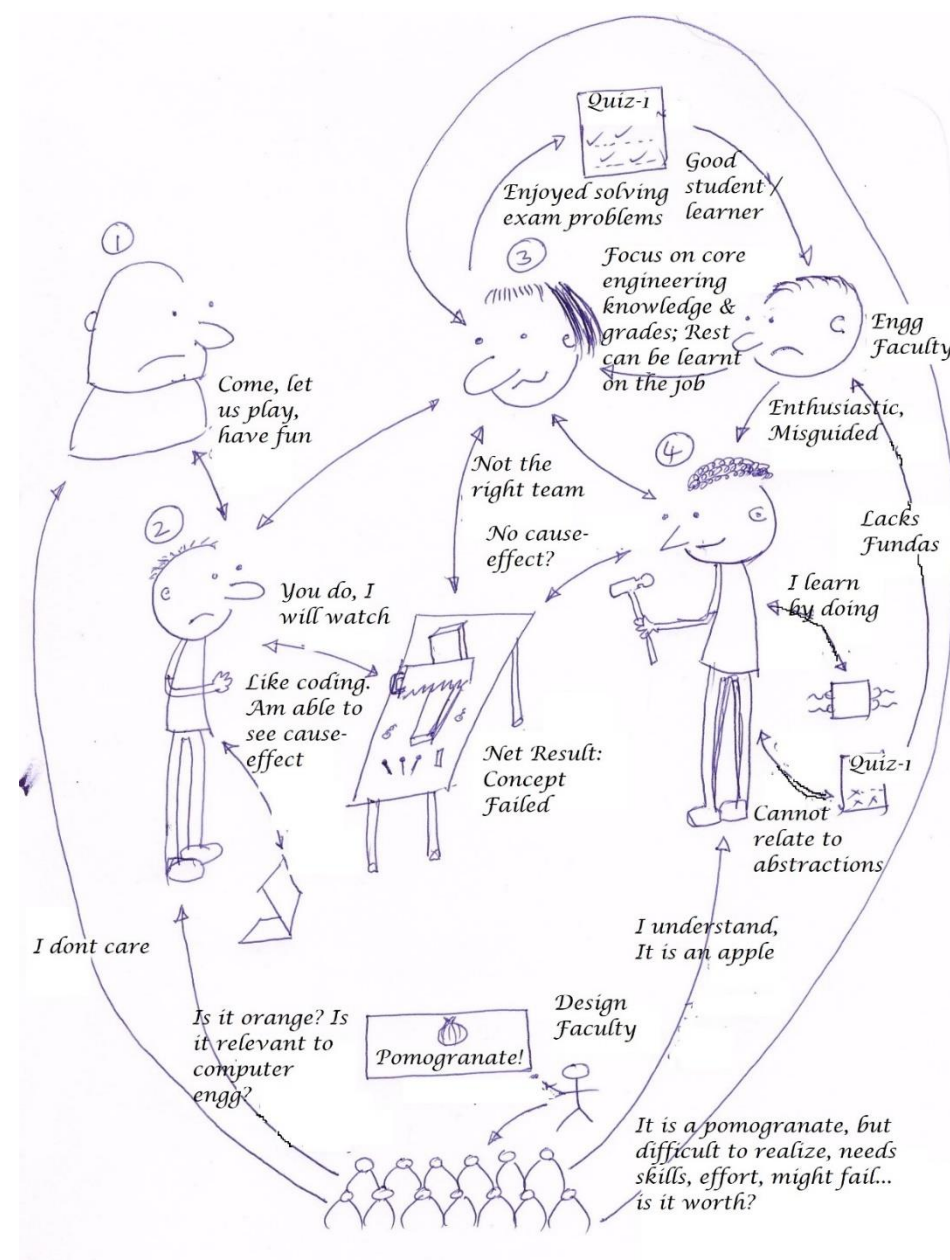 Quiz-1
Enjoyed solving
exam problems
Good
student /
learner
1
3
Focus on core
engineering
knowledge &
grades; Rest
can be learnt
on the job
Engg
Faculty
Come, let
us play,
have fun
Enthusiastic,
Misguided
4
Not the
right team
2
No cause-
effect?
Lacks
Fundas
You do, I
will watch
I learn
by doing
Like coding.
Am able to
see cause-
effect
Net Result:
Concept
Failed
Quiz-1
Cannot
relate to
abstractions
I dont care
I understand,
It is an apple
Is it orange? Is
it relevant to
computer
engg?
Pomogranate!
Design
Faculty
It is a pomogranate, but
difficult to realize, needs
skills, effort, might fail...
is it worth?